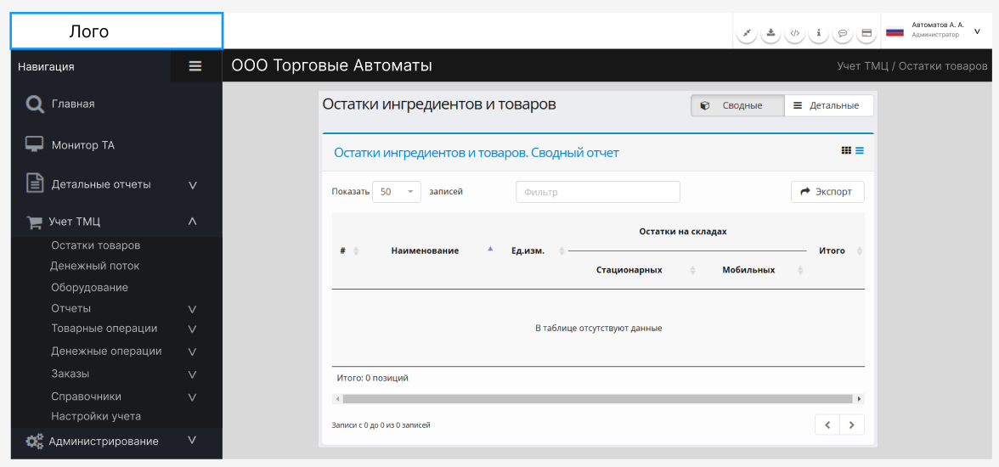 Лого
Автоматов А. А.
Администратор
Навигация
ООО Торговые Автоматы
Учет ТМЦ / Остатки товаров
Главная
Монитор ТА
Детальные отчеты
Учет ТМЦ
Остатки товаров
Денежный поток
Оборудование
Отчеты
Товарные операции
Денежные операции
Заказы
Справочники
Настройки учета
Администрирование
Остатки ингредиентов и товаров
Сводные
Детальные
Остатки ингредиентов и товаров. Сводный отчет
Показать 50 записей
Фильтр
Экспорт
Остатки на складах
# Наименование Ед.изм. Итого
Стационарных Мобильных
В таблице отсутствуют данные
Итого: 0 позиций
Записи с 0 до 0 из 0 записей